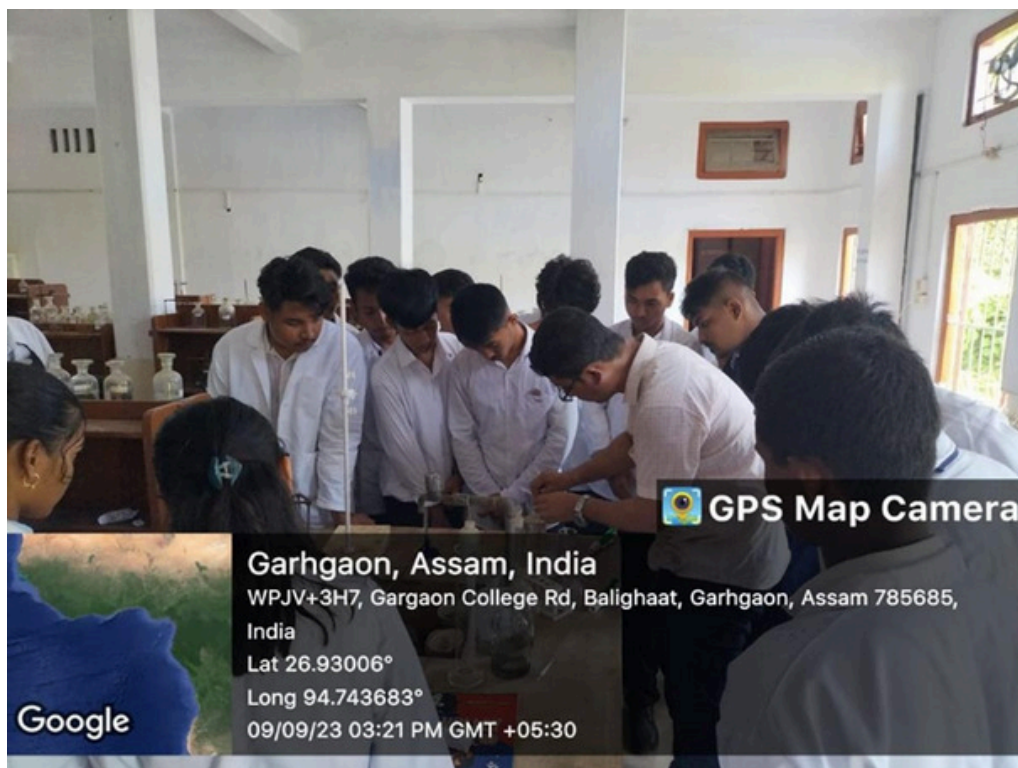 GPS Map Camera
Garhgaon, Assam, India
WPJV+3H7, Gargaon College Rd, Balighaat, Garhgaon, Assam 785685,
India
Lat 26.93006°
Long 94.743683°
09/09/23 03:21 PM GMT +05:30
Google